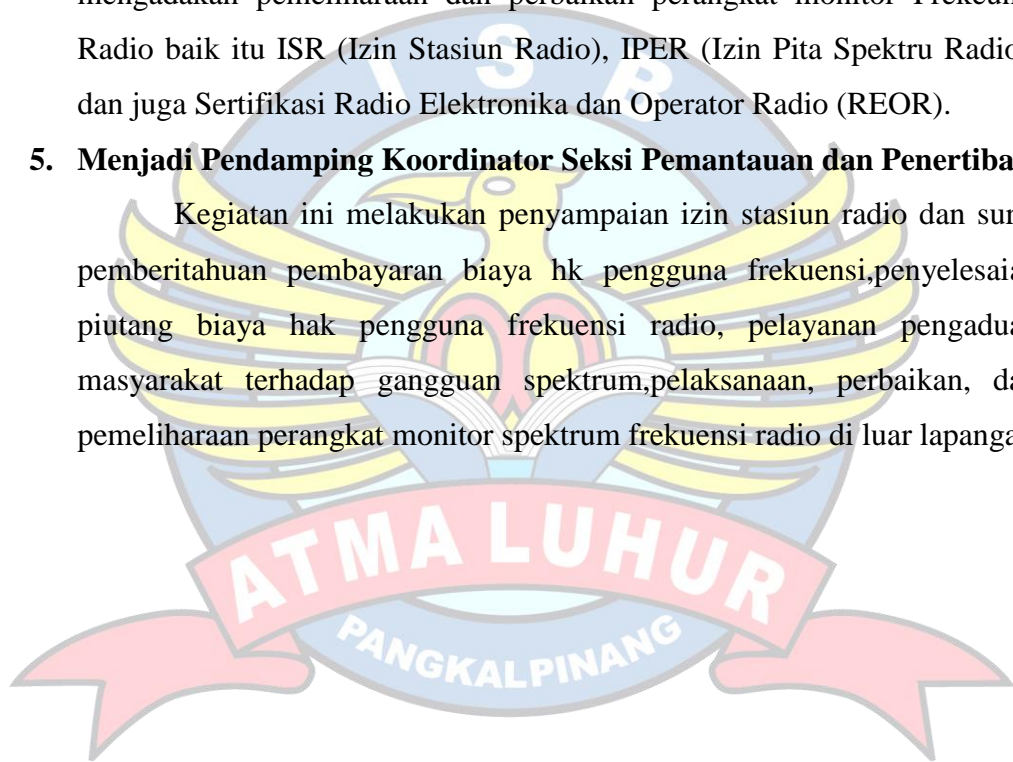 mengadakan pemeliharaan dan perbaikan perangkat monitor
Radio baik itu ISR (Izin Stasiun Radio), IPER (Izin Pita Spektru Radio
dan juga Sertifikasi Radio Elektronika dan Operator Radio (REOR).
5. Menjadi Pendamping Koordinator Seksi Pemantauan dan Penertiba
Kegiatan ini melakukan penyampaian izin stasiun radio dan sur
pemberitahuan pembayaran biaya hk pengguna frekuensi,penyelesaia
piutang biaya hak pengguna frekuensi radio, pelayanan pengadua
masyarakat terhadap gangguan spektrum,pelaksanaan, perbaikan, da
pemeliharaan perangkat monitor spektrum frekuensi radio di luar lapanga
I S B
ATMA LUHUR
PANGKALPINANG